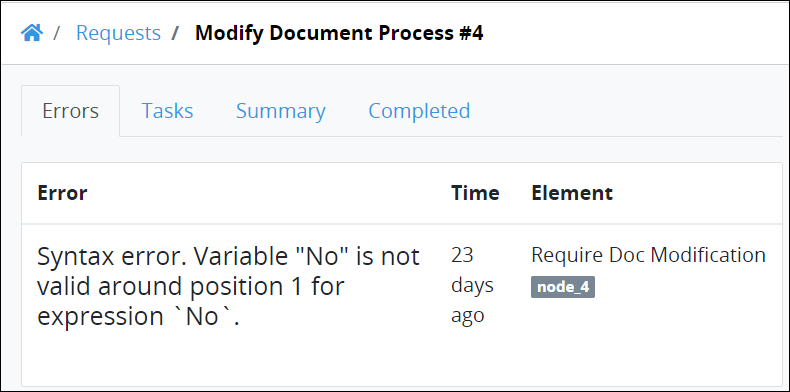 / Requests / Modify Document Process #4
Errors Tasks Summary Completed
Error Time Element
Syntax error. Variable "No" is not
valid around position 1 for
expression `No`.
23
days
ago
Require Doc Modification
node_4